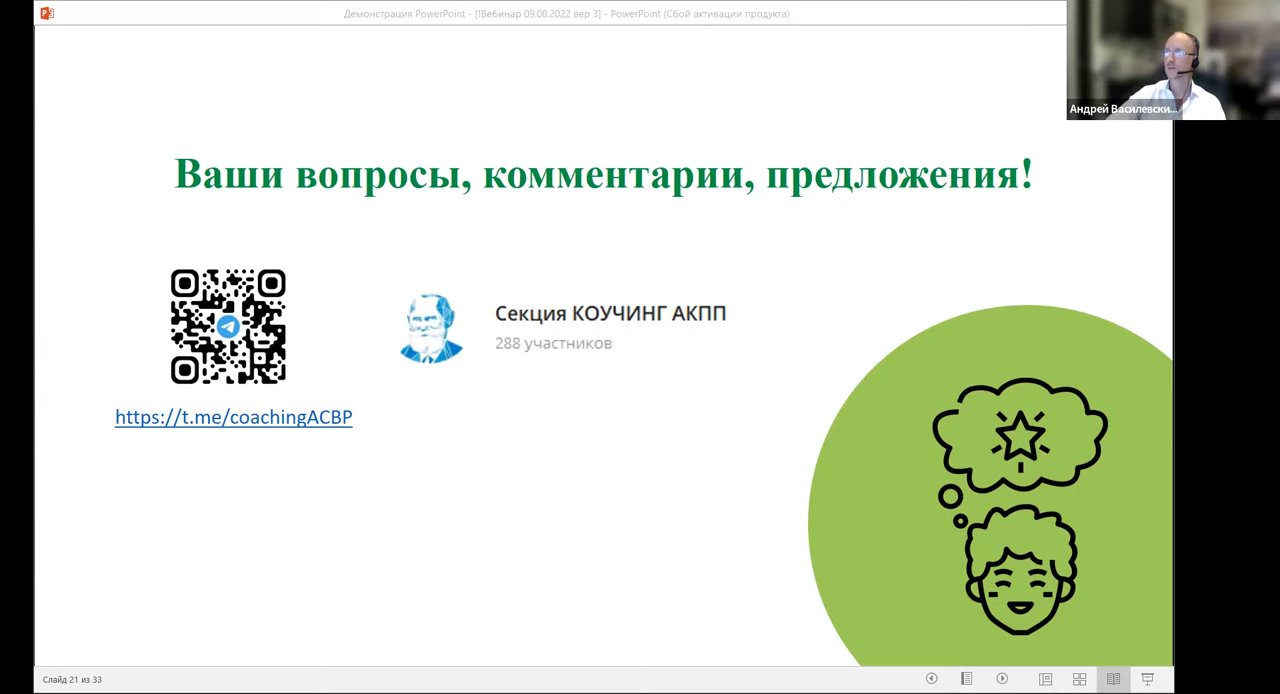 Демонстрация PowerPoint - [!Вебинар 09.08.2022 вер 3] - PowerPoint (Сбой активации продукта)
Андрей Василевски...
Ваши вопросы, комментарии, предложения!
Секция КОУЧИНГ АКПП
288 участников
https://t.me/coachingACBP
Слайд 21 из 33